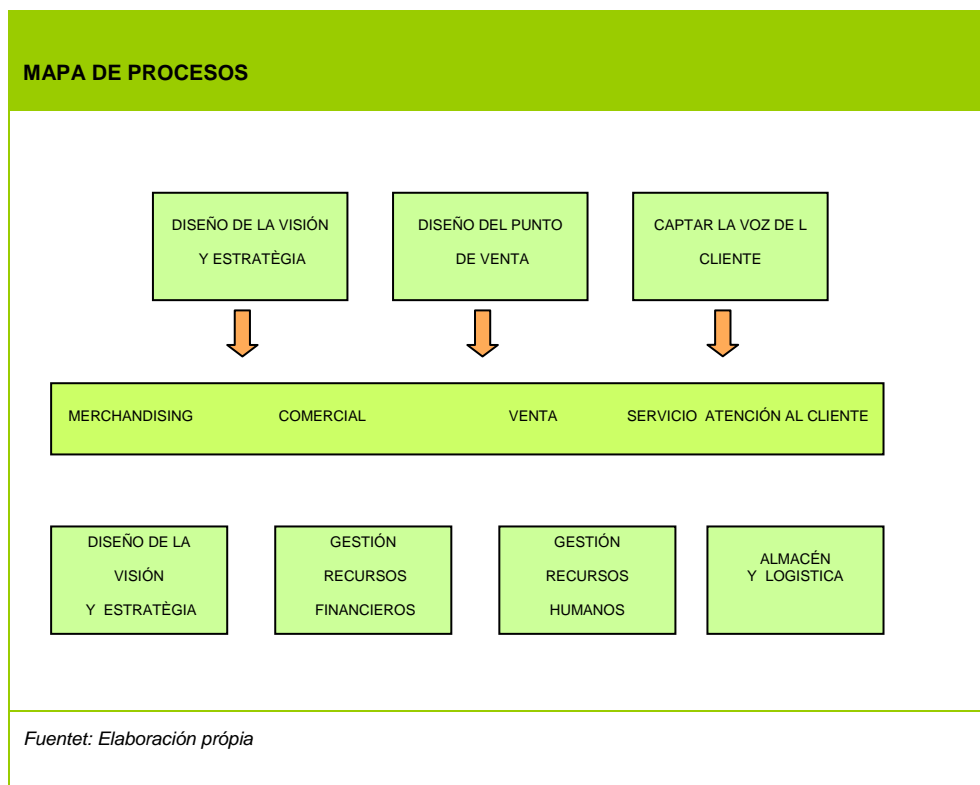 MAPA DE PROCESOS
DISEÑO DE LA VISIÓN
Y ESTRATÈGIA
DISEÑO DEL PUNTO
DE VENTA
CAPTAR LA VOZ DE L
CLIENTE
MERCHANDISING COMERCIAL VENTA SERVICIO ATENCIÓN AL CLIENTE
DISEÑO DE LA
VISIÓN
Y ESTRATÈGIA
GESTIÓN
RECURSOS
FINANCIEROS
GESTIÓN
RECURSOS
HUMANOS
ALMACÉN
Y LOGISTICA
Fuentet: Elaboración própia